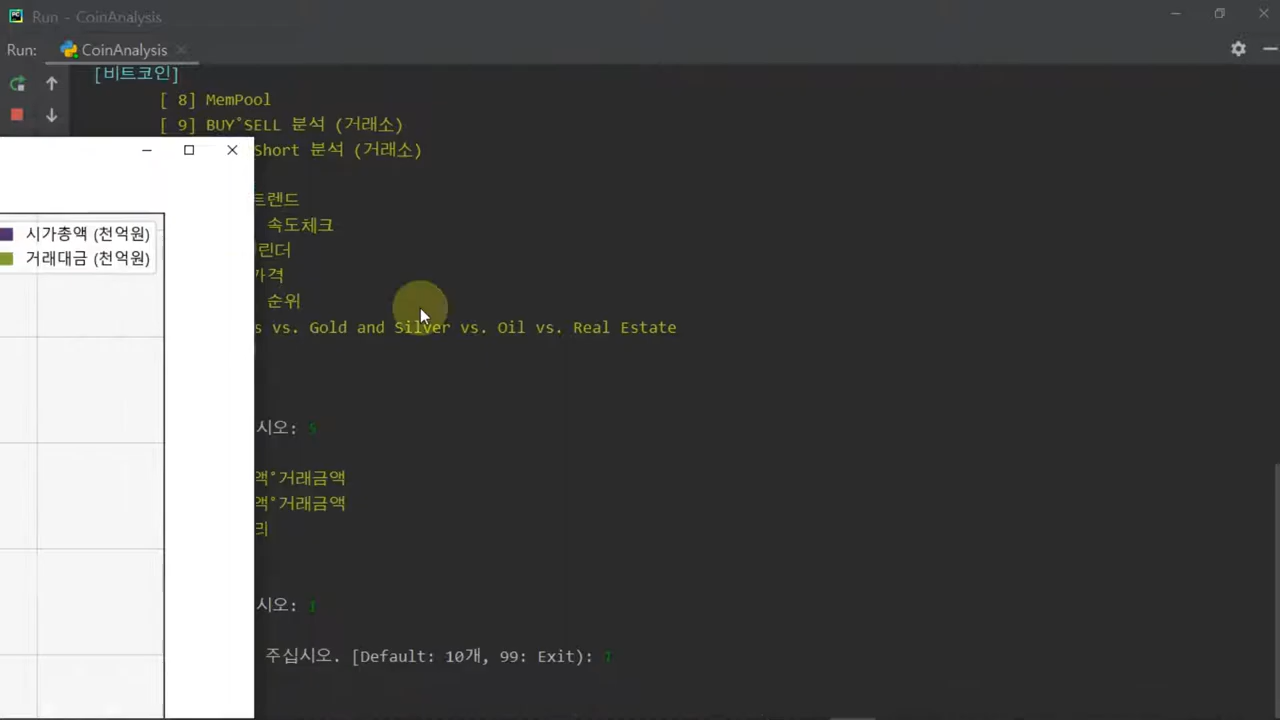 Run - CoinAnalysis
Run: CoinAnalysis
[비트코인]
[ 8] MemPool
[ 9] BUY°SELL 분석 (거래소)
Short 분석 (거래소)
트렌드
시가총액 (천억원)
속도체크
거래대금 (천억원)
린더
가격
순위
s vs. Gold and Silver vs. Oil vs. Real Estate
시오: 5
액°거래금액
액°거래금액
리
시오: 1
주십시오. [Default: 10개, 99: Exit):